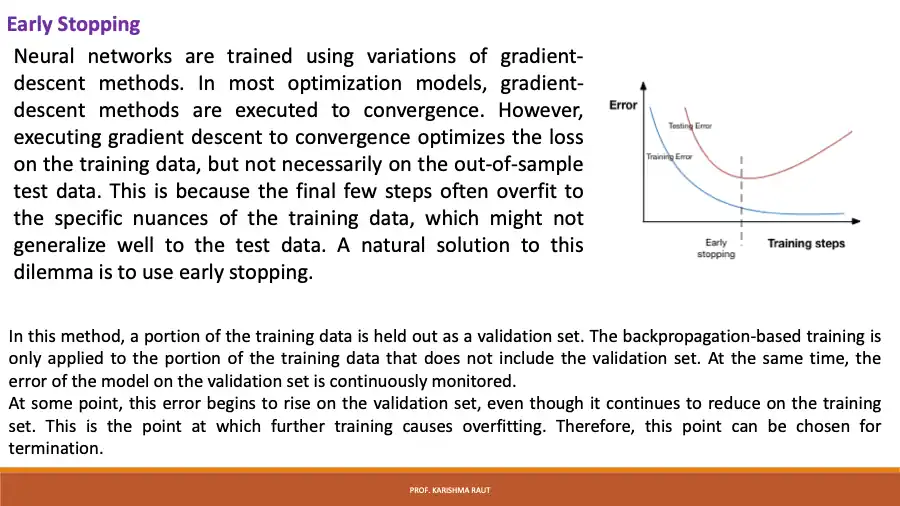 Early Stopping
Neural networks are trained using variations of gradient-
descent methods. In most optimization models, gradient-
descent methods are executed to convergence. However,
executing gradient descent to convergence optimizes the loss
on the training data, but not necessarily on the out-of-sample
test data. This is because the final few steps often overfit to
the specific nuances of the training data, which might not
generalize well to the test data. A natural solution to this
dilemma is to use early stopping.
Error
Testing Error
Training Error
Early
stopping
Training steps
In this method, a portion of the training data is held out as a validation set. The backpropagation-based training is
only applied to the portion of the training data that does not include the validation set. At the same time, the
error of the model on the validation set is continuously monitored.
At some point, this error begins to rise on the validation set, even though it continues to reduce on the training
set. This is the point at which further training causes overfitting. Therefore, this point can be chosen for
termination.
PROF. KARISHMA RAUT